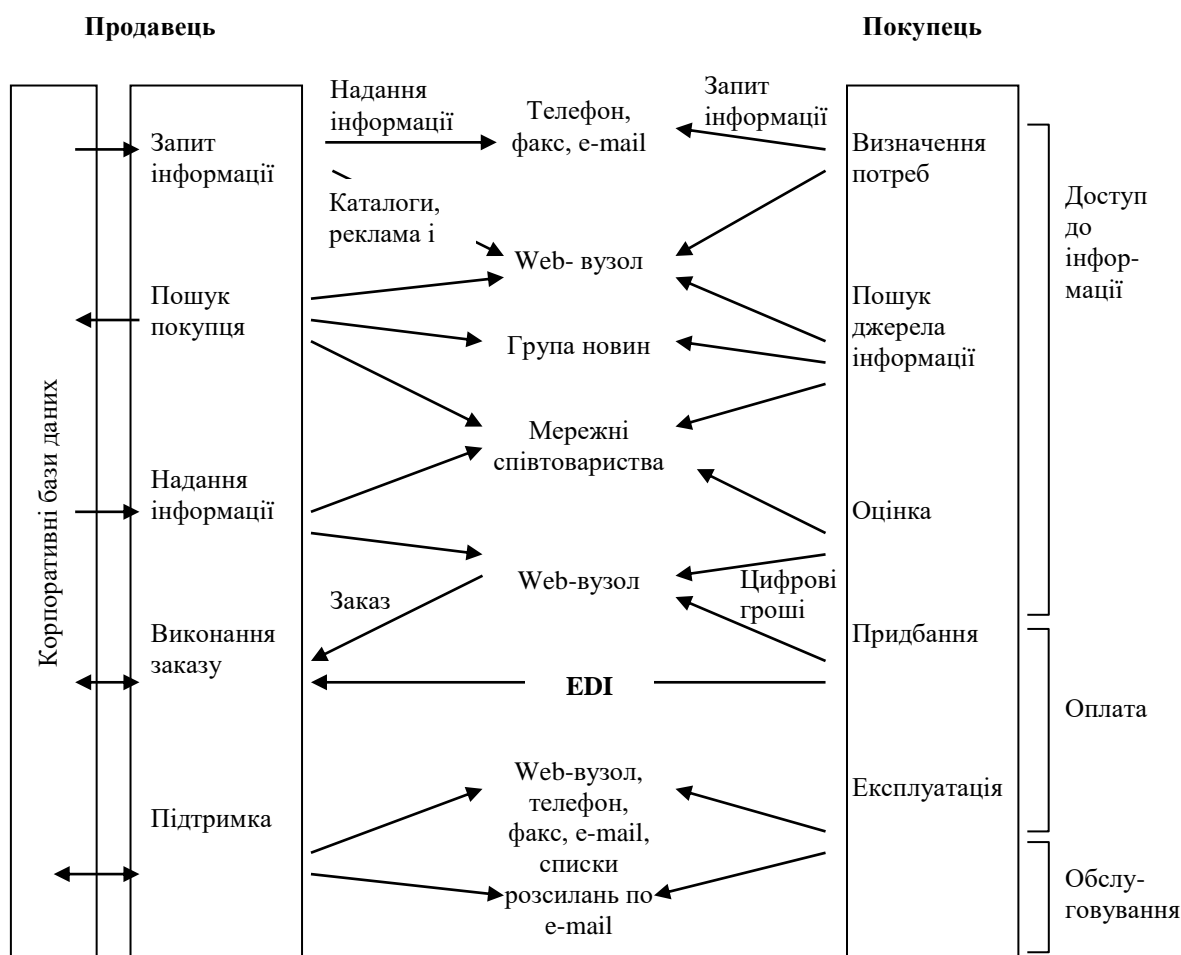 Продавець
Покупець
Корпоративні бази даних
Запит
інформації
Пошук
покупця
Надання
інформації
Виконання
заказу
Підтримка
Надання
інформації
Каталоги,
реклама і
Заказ
Телефон,
факс, e-mail
Web- вузол
Група новин
Мережні
співтовариства
Web-вузол
EDI
Web-вузол,
телефон,
факс, e-mail,
списки
розсилань по
e-mail
Запит
інформації
Цифрові
гроші
Визначення
потреб
Пошук
джерела
інформації
Оцінка
Придбання
Експлуатація
Доступ
до
інфор-
мації
Оплата
Обслу-
говування